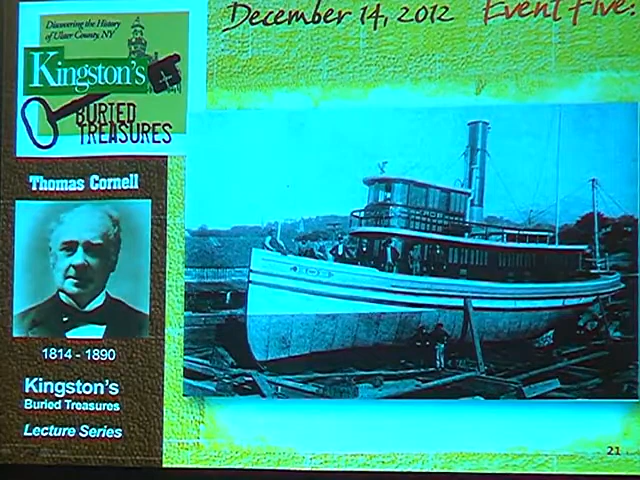 December 14, 2012 Event Five:
Discovering the History
of Ulster County, NY
Kingston's
BURIED
TREASURES
Thomas Cornell
1814 - 1890
Kingston's
Buried Treasures
Lecture Series
21